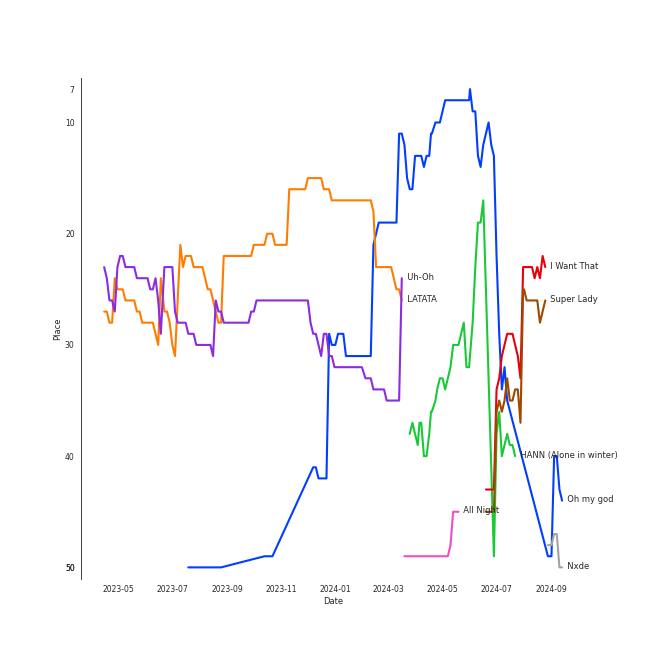 7
10
20
30
40
50
Place
2023-05
2023-07
2023-09
2023-11
2024-01
2024-03
2024-05
2024-07
2024-09
Date
I Want That
Uh-Oh
LATATA
Super Lady
HANN (Alone in winter)
Oh my god
All Night
Nxde